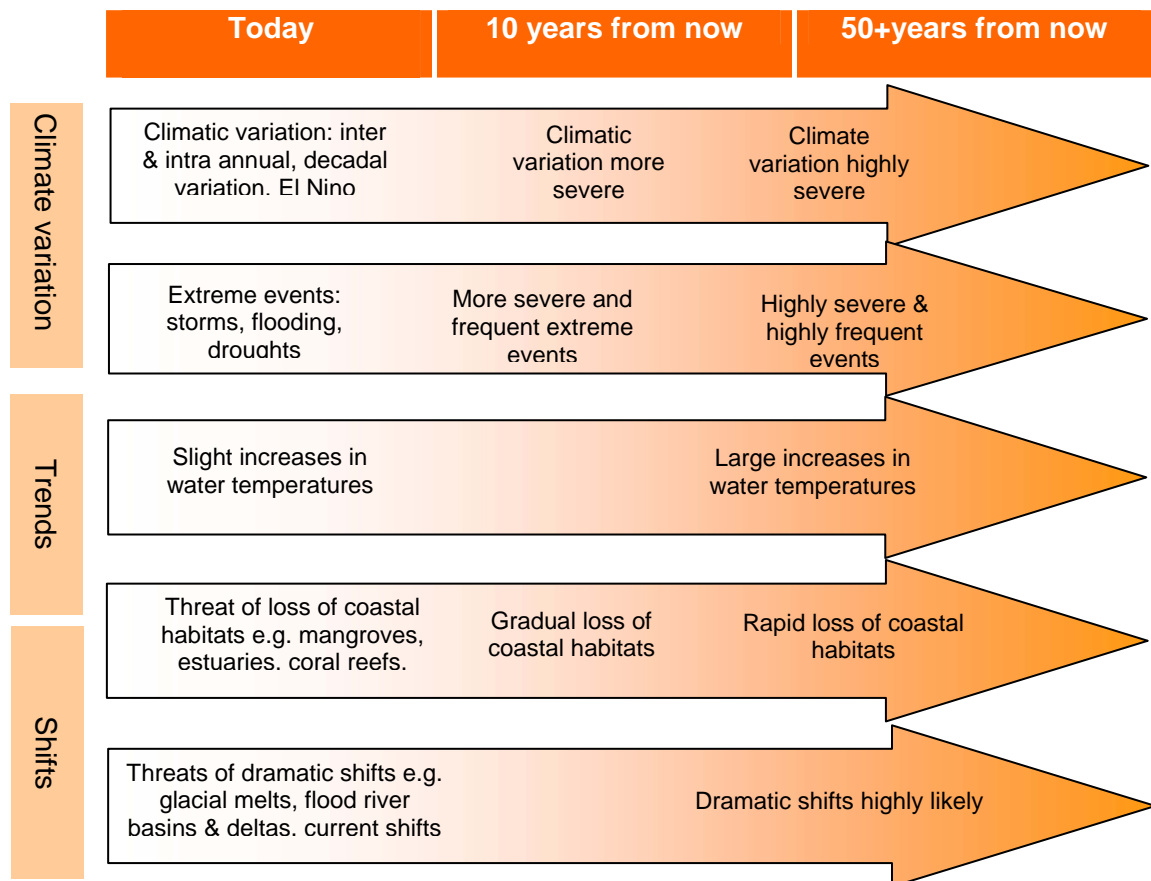 Today
10 years from now
50+years from now
Climate variation
Climatic variation: inter
& intra annual, decadal
variation, El Nino
Climatic
variation more
severe
Climate
variation highly
severe
Extreme events:
storms, flooding,
droughts
More severe and
frequent extreme
events
Highly severe &
highly frequent
events
Trends
Slight increases in
water temperatures
Large increases in
water temperatures
Threat of loss of coastal
habitats e.g. mangroves,
estuaries, coral reefs.
Gradual loss of
coastal habitats
Rapid loss of coastal
habitats
Shifts
Threats of dramatic shifts e.g.
glacial melts, flood river
basins & deltas, current shifts
Dramatic shifts highly likely